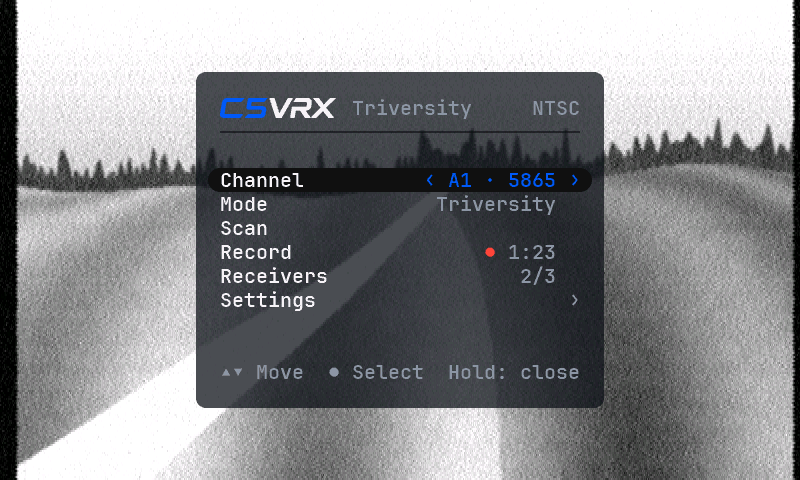 CSVRX Triversity NTSC
Channel ‹ A1 · 5865 ›
Mode Triversity
Scan
Record ● 1:23
Receivers 2/3
Settings ›
▲▼ Move ● Select Hold: close